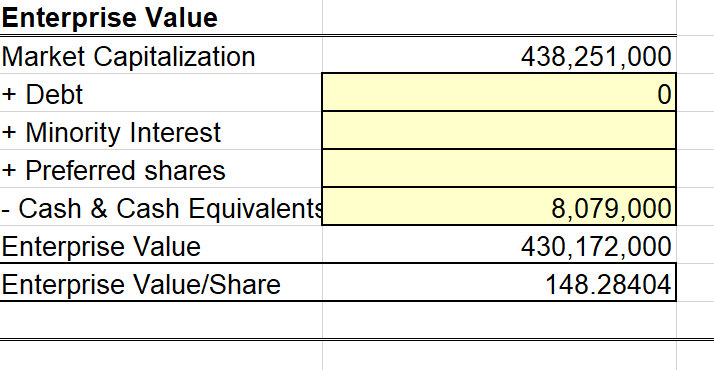 Enterprise Value
Market Capitalization 438,251,000
+ Debt 0
+ Minority Interest
+ Preferred shares
- Cash & Cash Equivalents 8,079,000
Enterprise Value 430,172,000
Enterprise Value/Share 148.28404